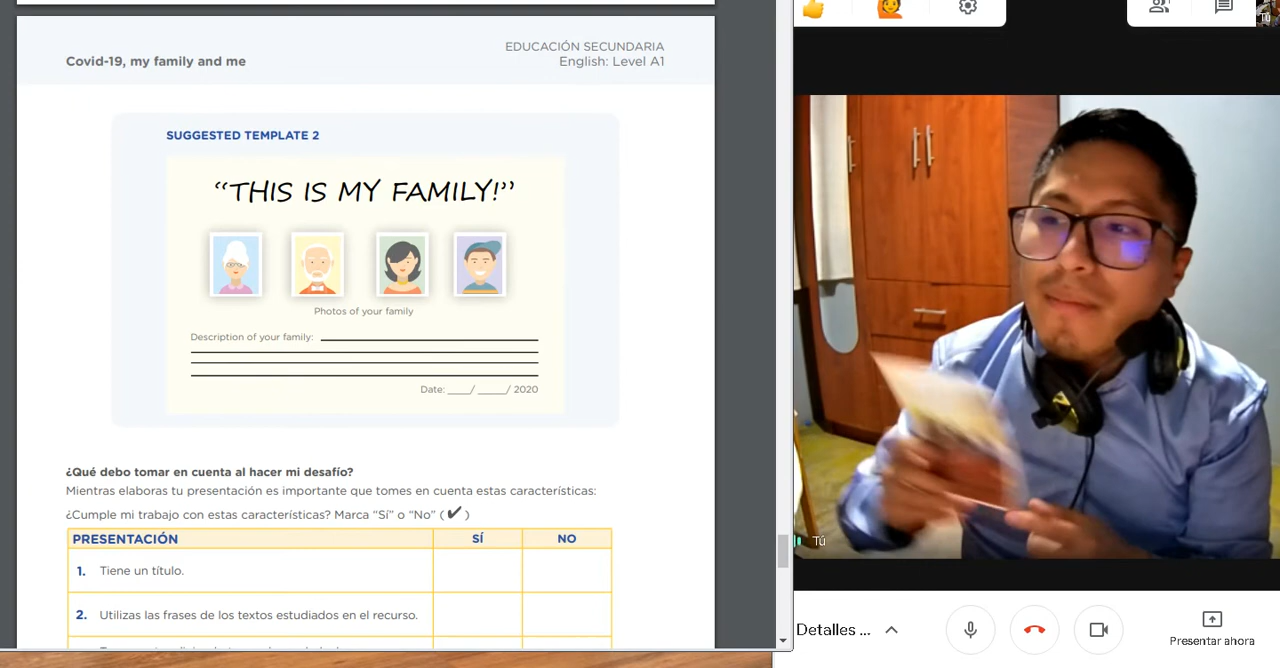 EDUCACIÓN SECUNDARIA
Covid-19, my family and me
English: Level A1
SUGGESTED TEMPLATE 2
“THIS IS MY FAMILY!”
Photos of your family
Description of your family:
Date: ____/ _____/ 2020
¿Qué debo tomar en cuenta al hacer mi desafío?
Mientras elaboras tu presentación es importante que tomes en cuenta estas características:
¿Cumple mi trabajo con estas características? Marca “Sí” o “No” (✔)
PRESENTACIÓN SÍ NO
1. Tiene un título.
2. Utilizas las frases de los textos estudiados en el recurso.
Tú
Tú
Detalles ...
Presentar ahora